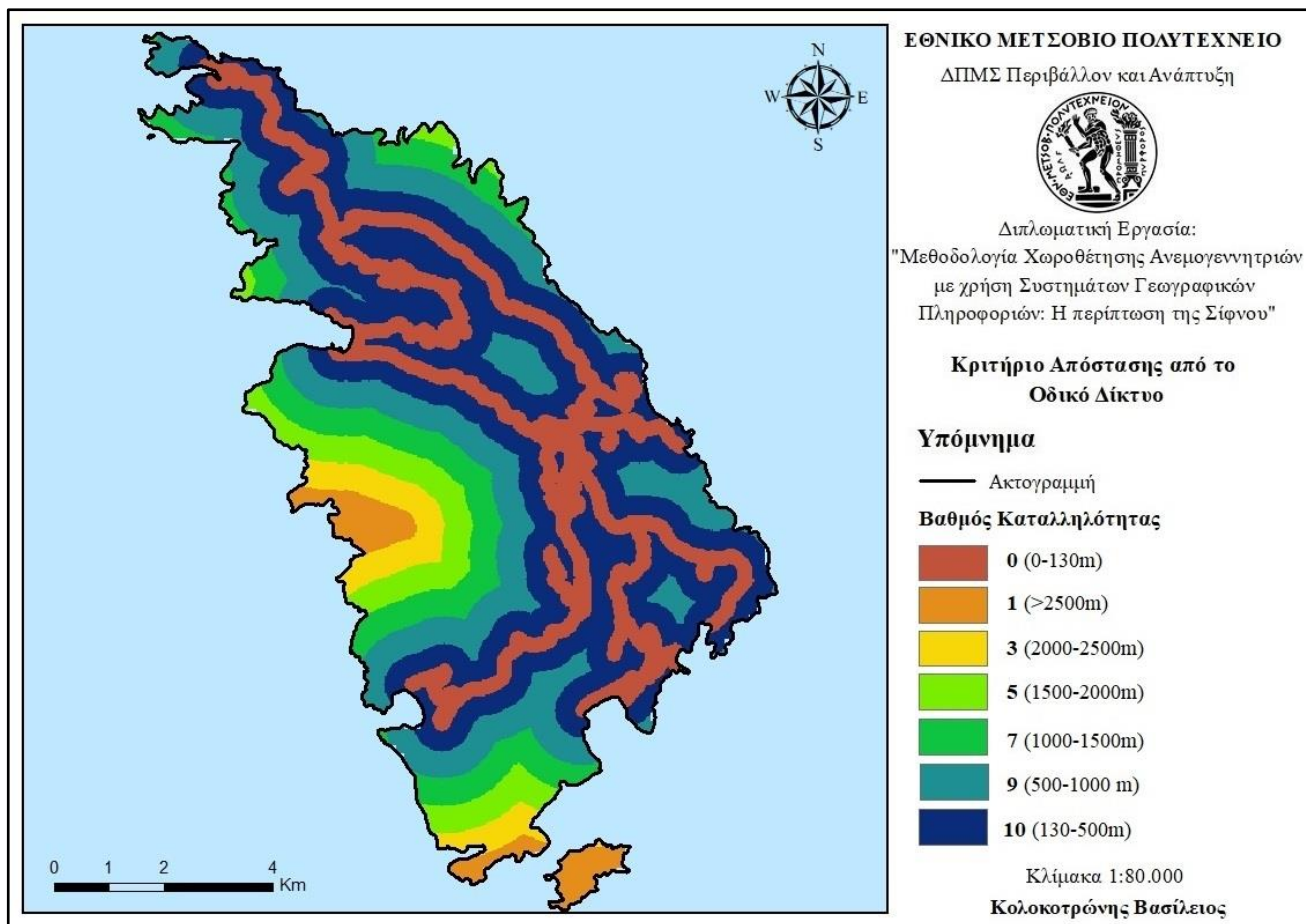 ΕΘΝΙΚΟ ΜΕΤΣΟΒΙΟ ΠΟΛΥΤΕΧΝΕΙΟ
ΔΠΜΣ Περιβάλλον και Ανάπτυξη
Διπλωματική Εργασία:
"Μεθοδολογία Χωροθέτησης Ανεμογεννητριών
με χρήση Συστημάτων Γεωγραφικών
Πληροφοριών: Η περίπτωση της Σίφνου"
Κριτήριο Απόστασης από το
Οδικό Δίκτυο
Υπόμνημα
Ακτογραμμή
Βαθμός Καταλληλότητας
0 (0-130m)
1 (>2500m)
3 (2000-2500m)
5 (1500-2000m)
7 (1000-1500m)
9 (500-1000 m)
10 (130-500m)
Κλίμακα 1:80.000
Κολοκοτρώνης Βασίλειος
N
W E
S
0 1 2 4
Km